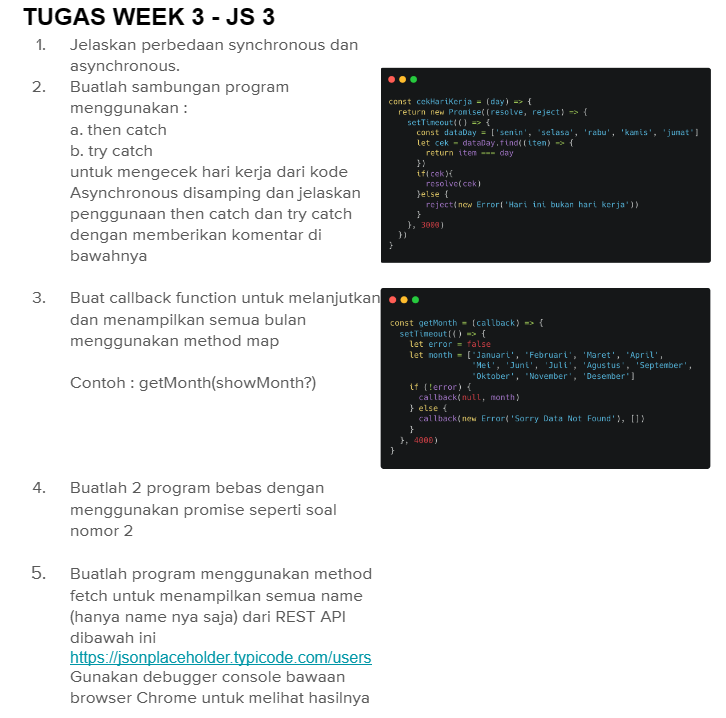 TUGAS WEEK 3 - JS 3
1. Jelaskan perbedaan synchronous dan
asynchronous.
2. Buatlah sambungan program
menggunakan :
a. then catch
b. try catch
untuk mengecek hari kerja dari kode
Asynchronous disamping dan jelaskan
penggunaan then catch dan try catch
dengan memberikan komentar di
bawahnya
const cekHariKerja = (day) => {
return new Promise((resolve, reject) => {
setTimeout(() => {
const dataDay = ['senin', 'selasa', 'rabu', 'kamis', 'jumat']
let cek = dataDay.find((item) => {
return item === day
})
if(cek){
resolve(cek)
}else {
reject(new Error('Hari ini bukan hari kerja'))
}
}, 3000)
})
}
3. Buat callback function untuk melanjutkan
dan menampilkan semua bulan
menggunakan method map
Contoh : getMonth(showMonth?)
const getMonth = (callback) => {
setTimeout(() => {
let error = false
let month = ['Januari', 'Februari', 'Maret', 'April',
'Mei', 'Juni', 'Juli', 'Agustus', 'September',
'Oktober', 'November', 'Desember']
if (!error) {
callback(null, month)
} else {
callback(new Error('Sorry Data Not Found'), [])
}
}, 4000)
}
4. Buatlah 2 program bebas dengan
menggunakan promise seperti soal
nomor 2
5. Buatlah program menggunakan method
fetch untuk menampilkan semua name
(hanya name nya saja) dari REST API
dibawah ini
https://jsonplaceholder.typicode.com/users
Gunakan debugger console bawaan
browser Chrome untuk melihat hasilnya